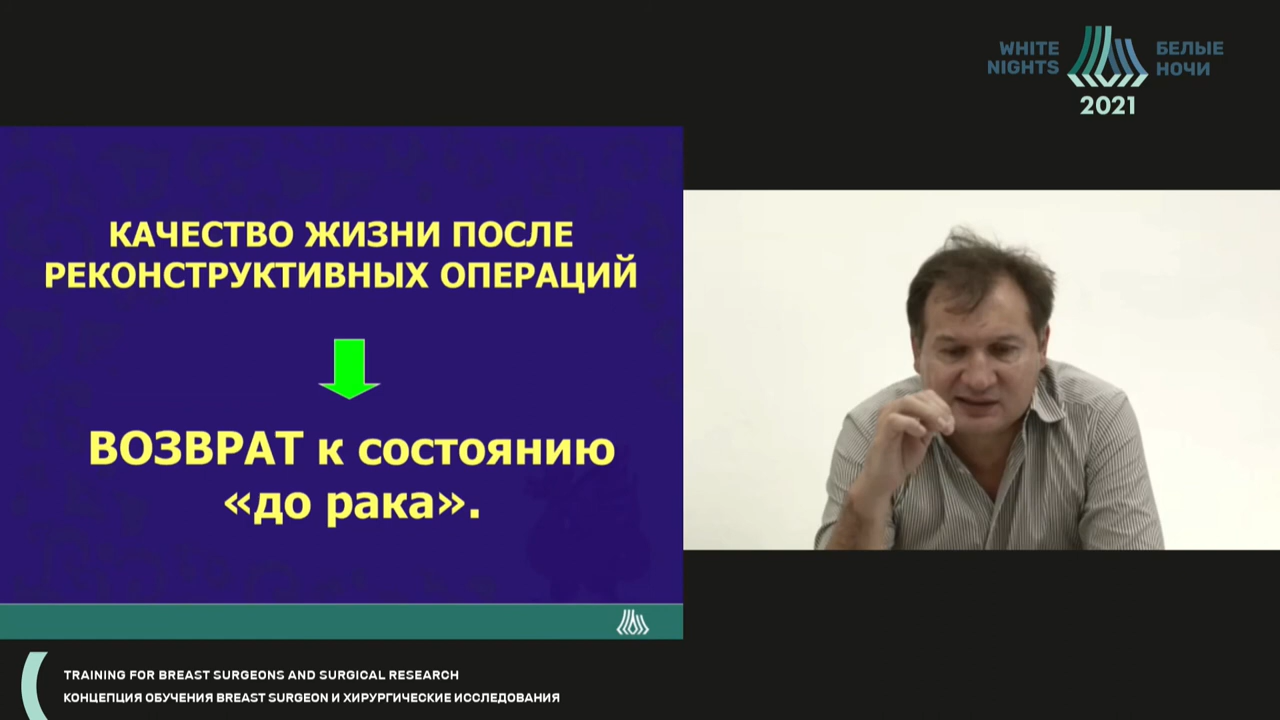 WHITE
NIGHTS
БЕЛЫЕ
НОЧИ
2021
КАЧЕСТВО ЖИЗНИ ПОСЛЕ
РЕКОНСТРУКТИВНЫХ ОПЕРАЦИЙ
ВОЗВРАТ к состоянию
«до рака».
TRAINING FOR BREAST SURGEONS AND SURGICAL RESEARCH
КОНЦЕПЦИЯ ОБУЧЕНИЯ BREAST SURGEON И ХИРУРГИЧЕСКИЕ ИССЛЕДОВАНИЯ